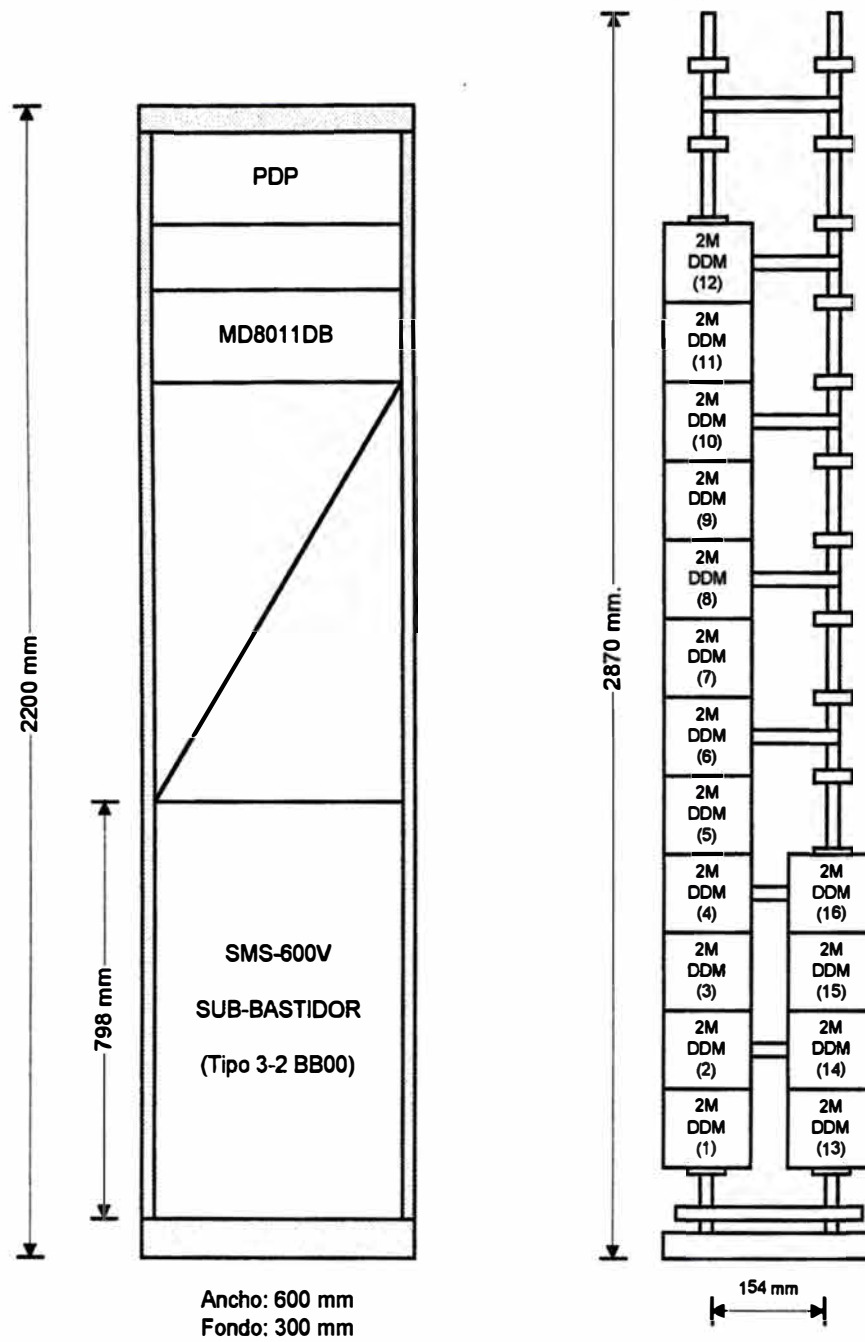 PDP
MD8011DB
2200 mm
798 mm
SMS-600V
SUB-BASTIDOR
(Tipo 3-2 BB00)
Ancho: 600 mm
Fondo: 300 mm
2870 mm.
2M
DDM
(12)
2M
DDM
(11)
2M
DDM
(10)
2M
DDM
(9)
2M
DDM
(8)
2M
DDM
(7)
2M
DDM
(6)
2M
DDM
(5)
2M
DDM
(4)
2M
DDM
(3)
2M
DDM
(2)
2M
DDM
(1)
2M
DDM
(16)
2M
DDM
(15)
2M
DDM
(14)
2M
DDM
(13)
154 mm